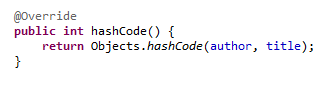 @Override
public int hashCode() {
    return Objects.hashCode(author, title);
}